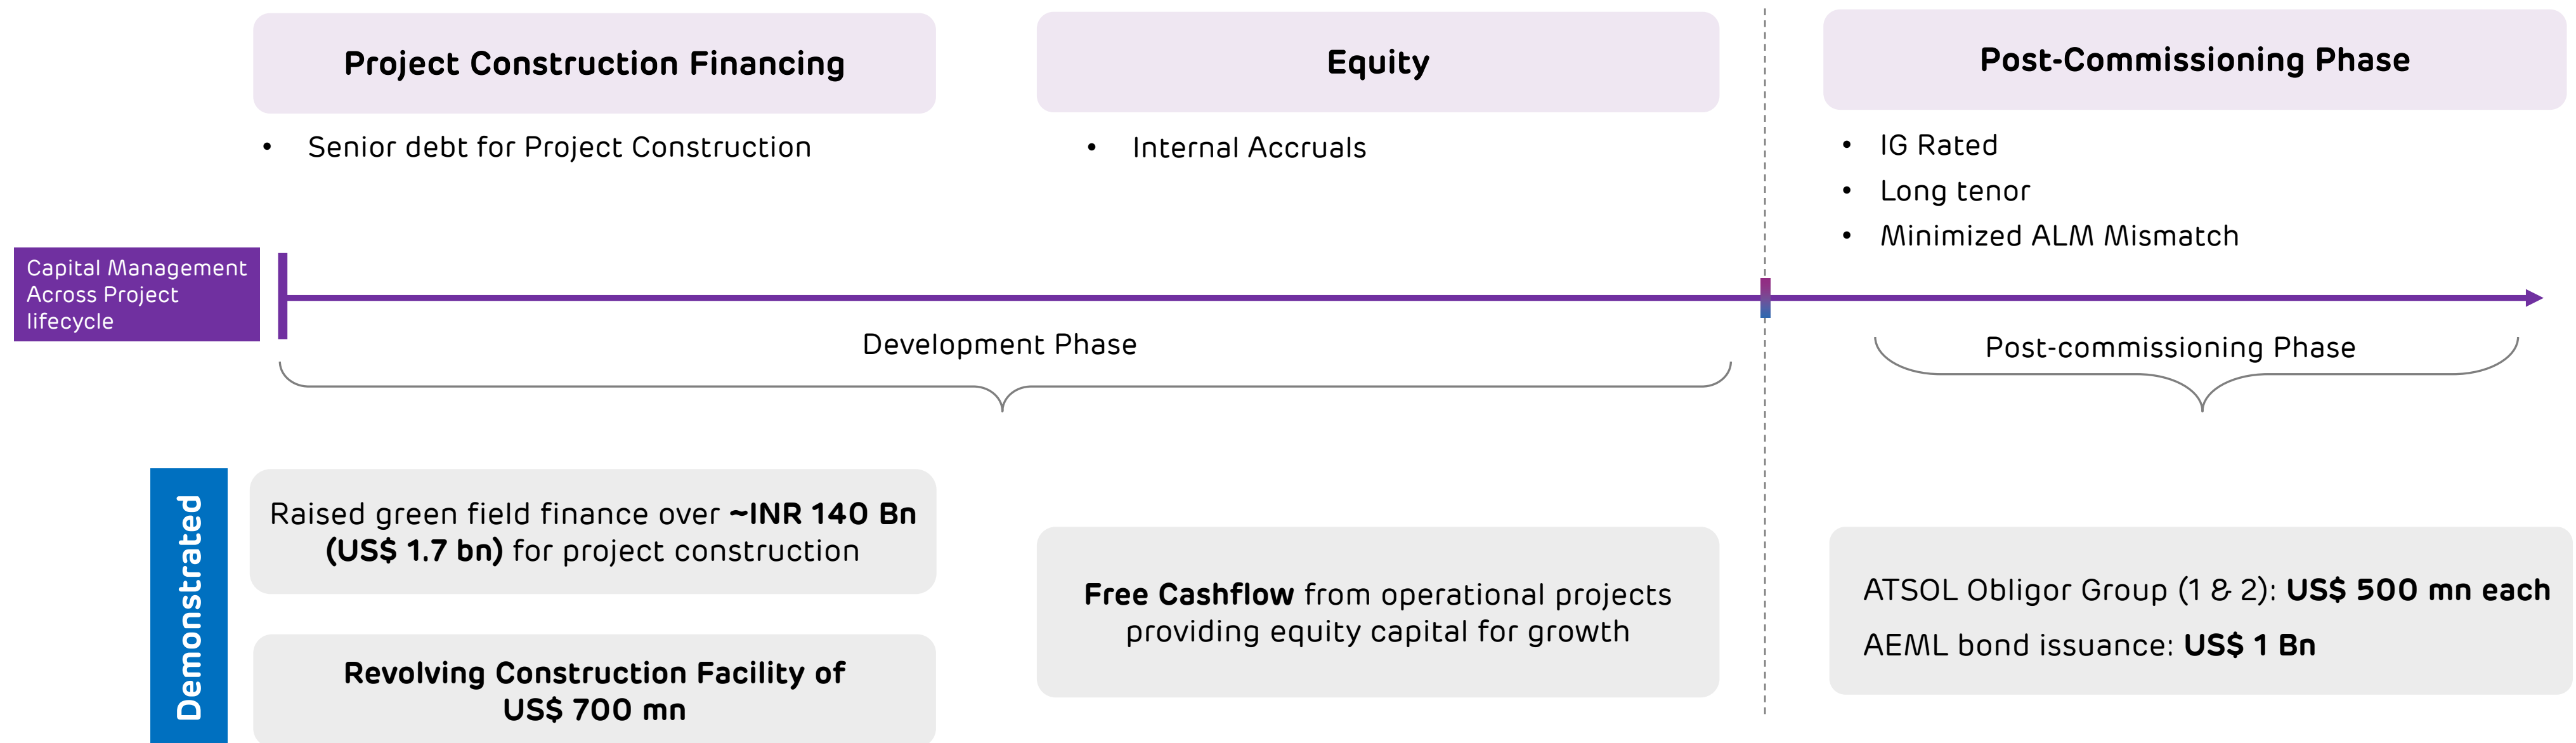 Project Construction Financing
• Senior debt for Project Construction
Equity
• Internal Accruals
Post-Commissioning Phase
• IG Rated
• Long tenor
• Minimized ALM Mismatch
Capital Management
Across Project
lifecycle
Development Phase
Post-commissioning Phase
Demonstrated
Raised green field finance over ~INR 140 Bn
(US$ 1.7 bn) for project construction
Revolving Construction Facility of
US$ 700 mn
Free Cashflow from operational projects
providing equity capital for growth
ATSOL Obligor Group (1 & 2): US$ 500 mn each
AEML bond issuance: US$ 1 Bn